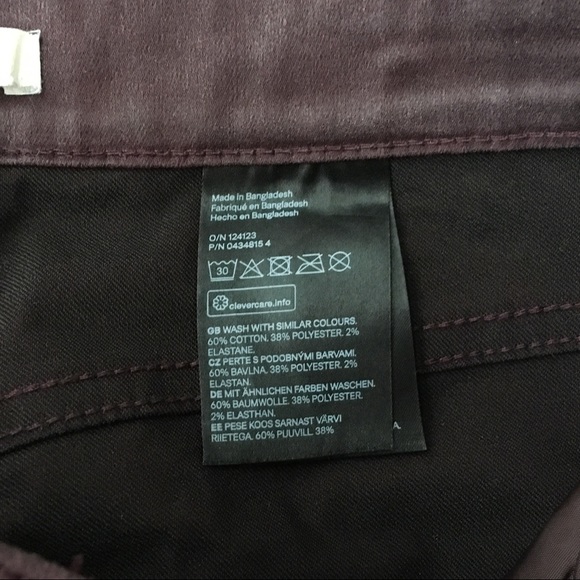 Made in Bangladesh
Fabriqué en Bangladesh
Hecho en Bangladesh
O/N 124123
P/N 0434815 4
30
clevercare.info
GB WASH WITH SIMILAR COLOURS.
60% COTTON. 38% POLYESTER. 2%
ELASTANE.
CZ PERTE S PODOBNÝMI BARVAMI.
60% BAVLNA. 38% POLYESTER. 2%
ELASTAN.
DE MIT ÄHNLICHEN FARBEN WASCHEN.
60% BAUMWOLLE. 38% POLYESTER.
2% ELASTHAN.
EE PESE KOOS SARNAST VÄRVI
RIIETEGA. 60% PUUVILL. 38%
A.